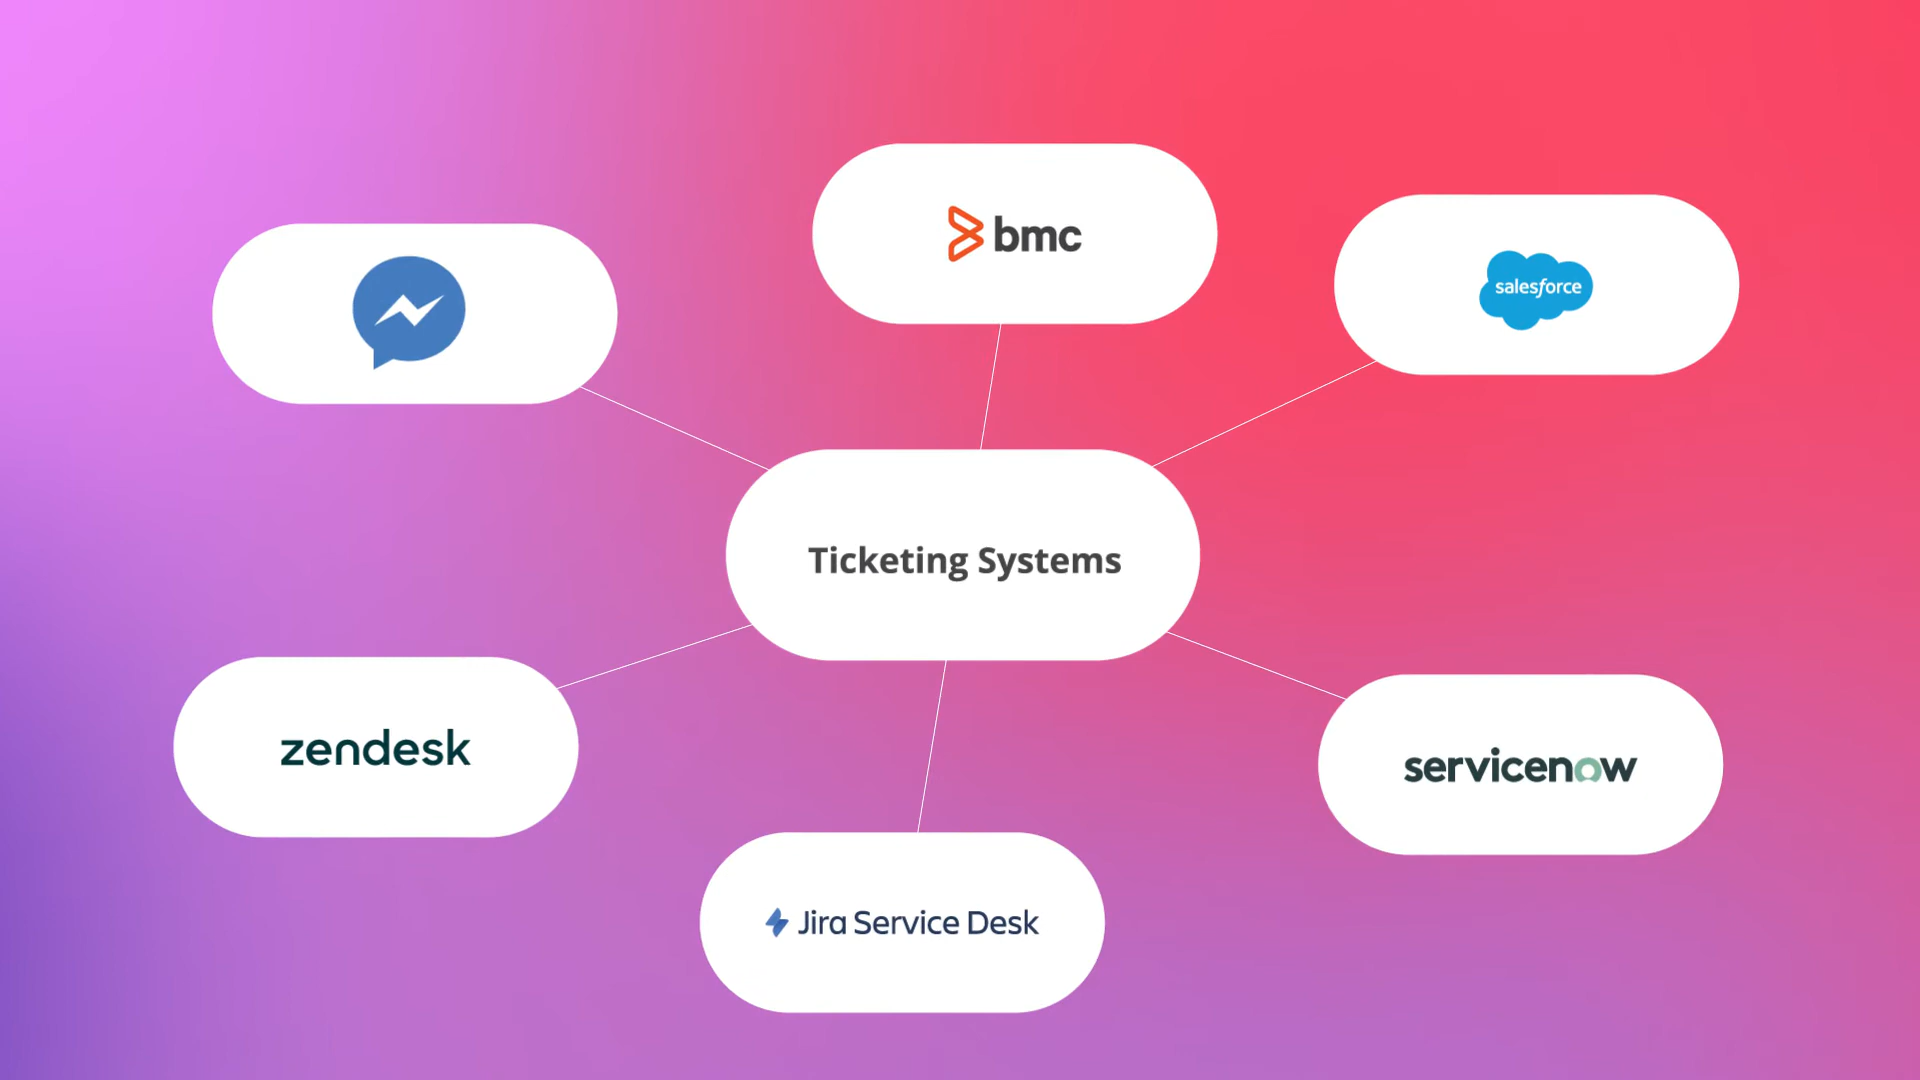 bmc
salesforce
Ticketing Systems
zendesk
servicenow
Jira Service Desk